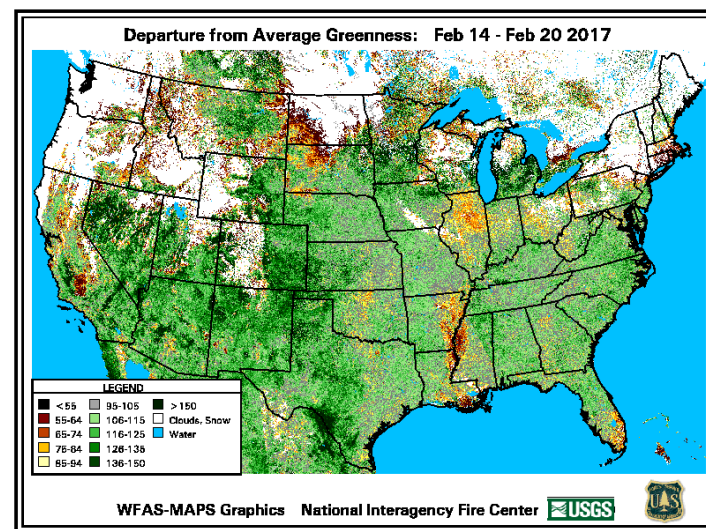 Departure from Average Greenness: Feb 14 - Feb 20 2017
LEGEND
<55 95-105 >150
55-64 106-115 Clouds, Snow
65-74 116-125 Water
75-84 126-135
85-94 136-150
WFAS-MAPS Graphics National Interagency Fire Center USGS
UAS